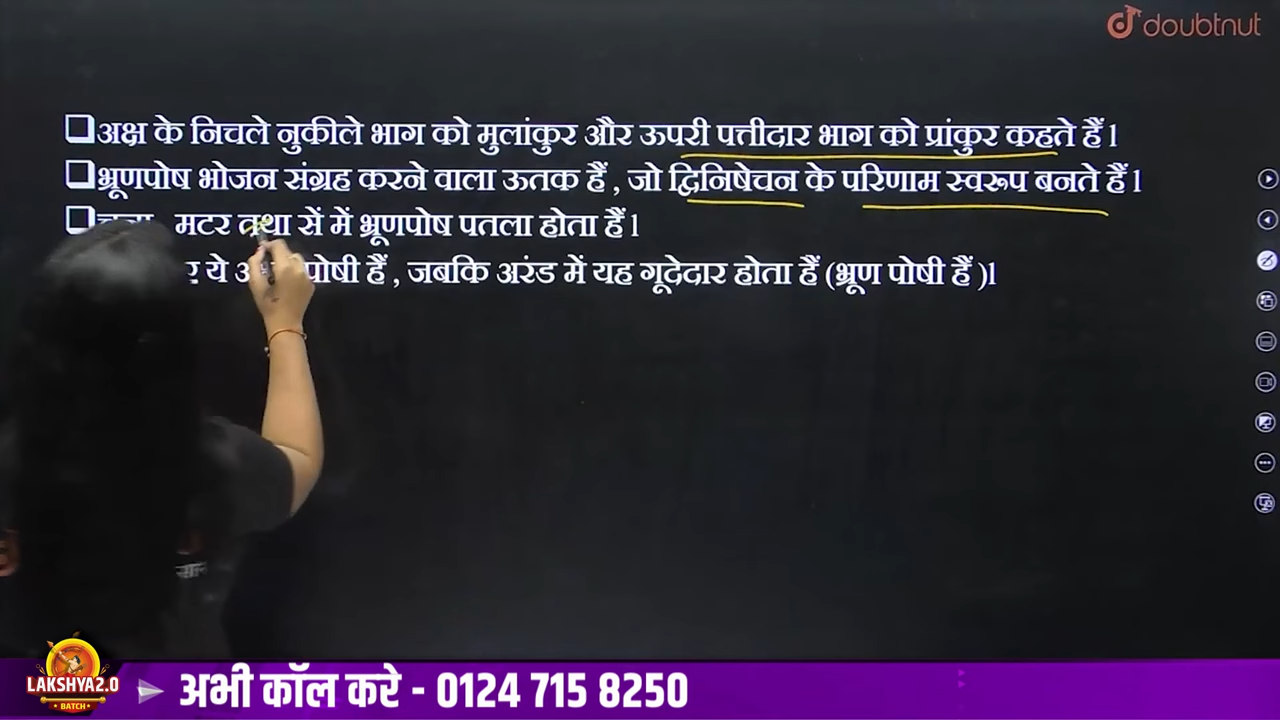 doubtnut
अक्ष के निचले नुकीले भाग को मुलांकुर और ऊपरी पत्तीदार भाग को प्रांकुर कहते हैं l
भ्रूणपोष भोजन संग्रह करने वाला ऊतक हैं , जो द्विनिषेचन के परिणाम स्वरूप बनते हैं l
मटर तथा सें में भ्रूणपोष पतला होता हैं l
ये पोषी हैं , जबकि अरंड में यह गूदेदार होता हैं (भ्रूण पोषी हैं )l
LAKSHYA2.0
BATCH
अभी कॉल करे - 0124 715 8250